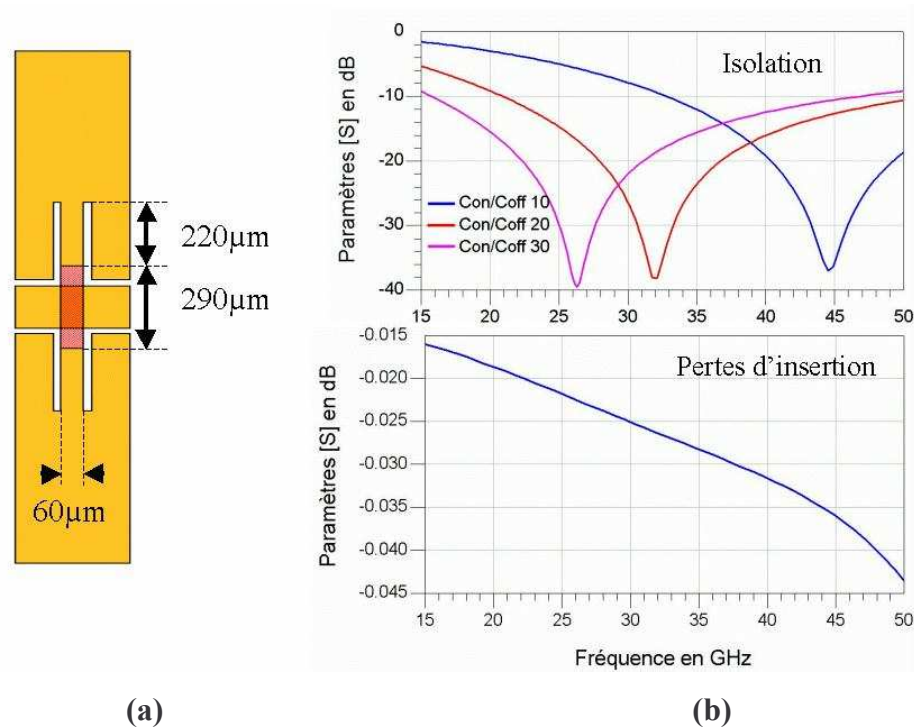 220µm
290µm
60µm
(a)
Paramètres [S] en dB
0
-10
-20
-30
-40
Isolation
Con/Coff 10
Con/Coff 20
Con/Coff 30
15 20 25 30 35 40 45 50
Paramètres [S] en dB
-0.015
-0.020
-0.025
-0.030
-0.035
-0.040
-0.045
Pertes d'insertion
15 20 25 30 35 40 45 50
Fréquence en GHz
(b)